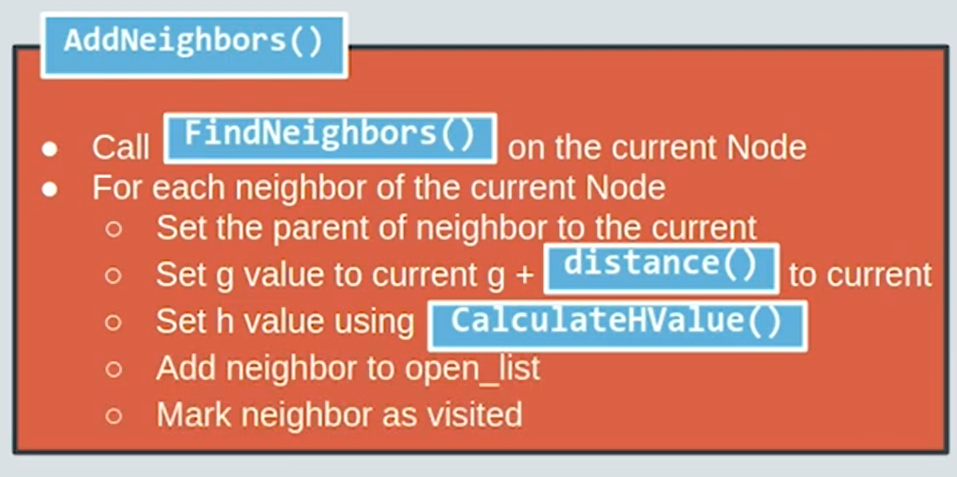 AddNeighbors()
● Call FindNeighbors() on the current Node
● For each neighbor of the current Node
○ Set the parent of neighbor to the current
○ Set g value to current g + distance() to current
○ Set h value using CalculateHValue()
○ Add neighbor to open_list
○ Mark neighbor as visited